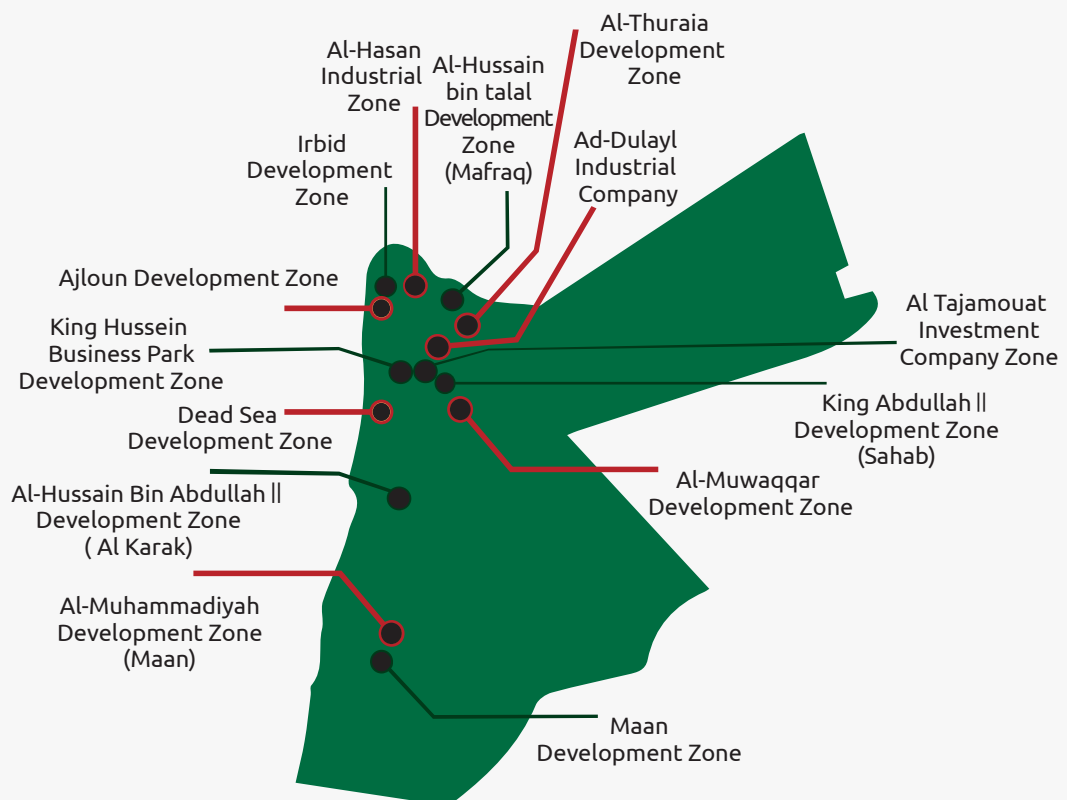 Al-Thuraia
Development
Zone
Al-Hasan
Industrial
Zone
Al-Hussain
bin talal
Development
Zone
(Mafraq)
Irbid
Development
Zone
Ad-Dulayl
Industrial
Company
Ajloun Development Zone
King Hussein
Business Park
Development Zone
Al Tajamouat
Investment
Company Zone
Dead Sea
Development Zone
King Abdullah ||
Development Zone
(Sahab)
Al-Muwaqqar
Development Zone
Al-Hussain Bin Abdullah ||
Development Zone
( Al Karak)
Al-Muhammadiyah
Development Zone
(Maan)
Maan
Development Zone